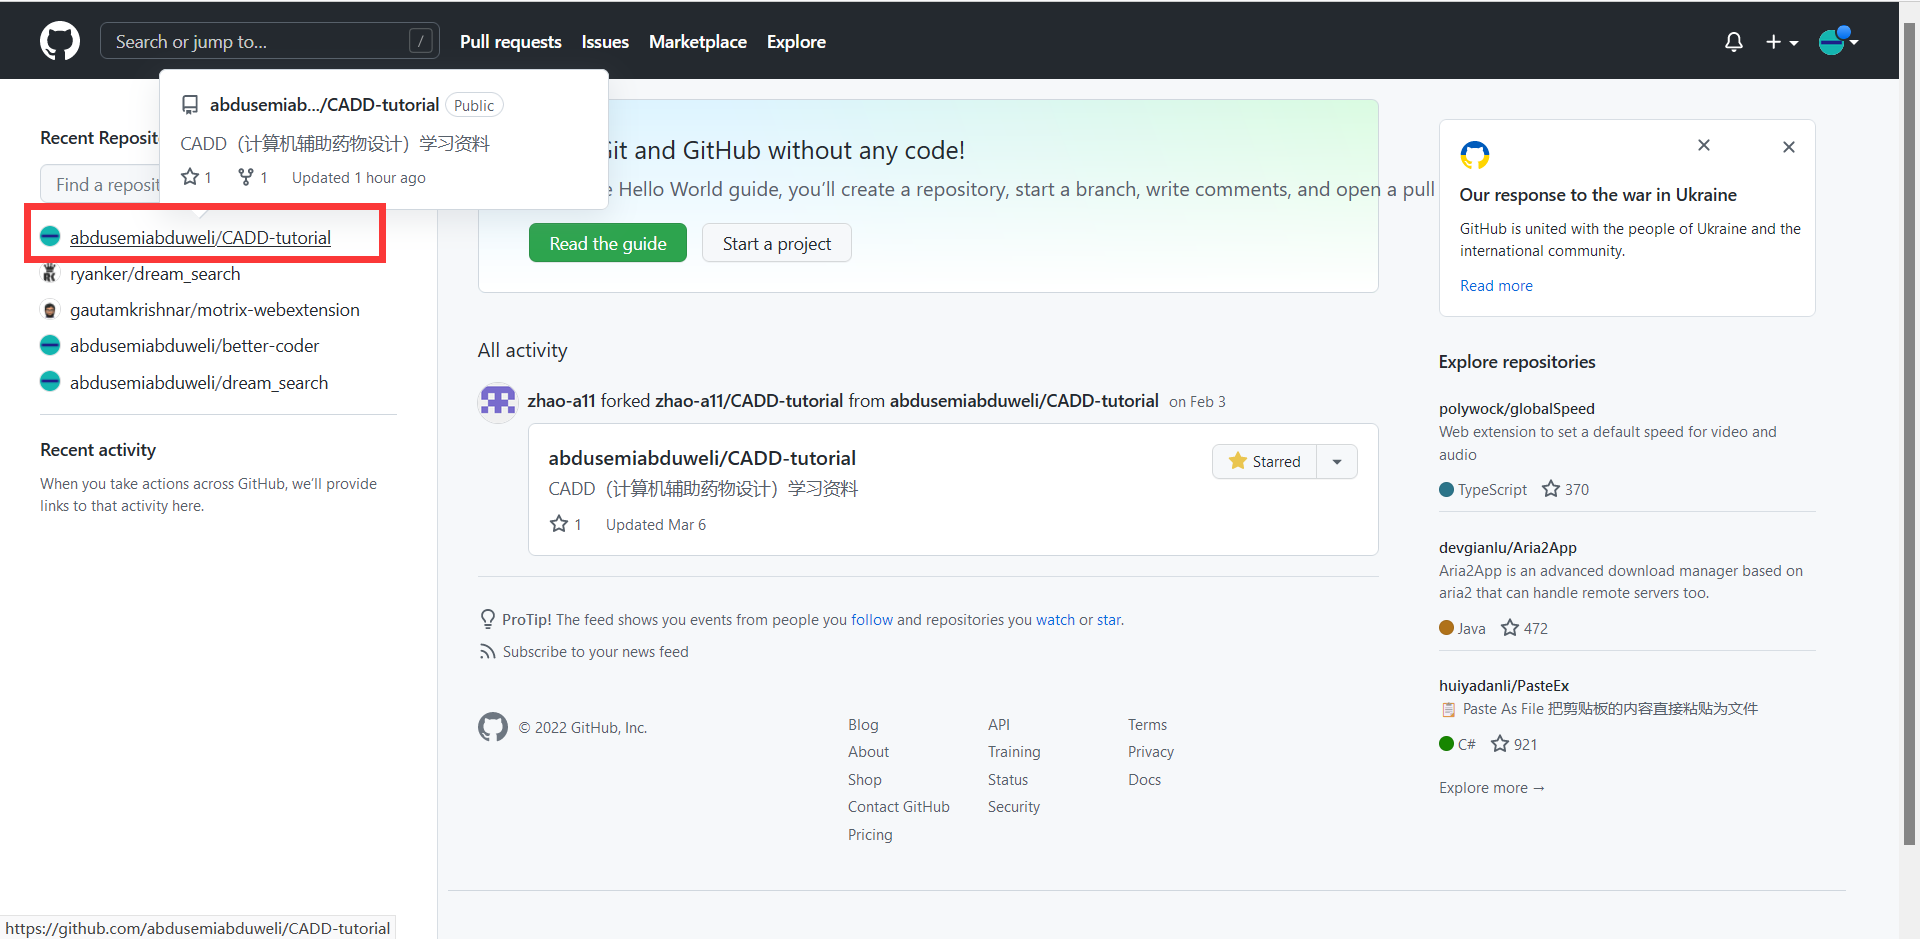 Search or jump to...
/
Pull requests
Issues
Marketplace
Explore
abdusemiab.../CADD-tutorial
Public
CADD（计算机辅助药物设计）学习资料
1
1
Updated 1 hour ago
Recent Reposit
Find a reposit
abdusemiabduweli/CADD-tutorial
ryanker/dream_search
gautamkrishnar/motrix-webextension
abdusemiabduweli/better-coder
abdusemiabduweli/dream_search
Recent activity
When you take actions across GitHub, we'll provide
links to that activity here.
Git and GitHub without any code!
e Hello World guide, you'll create a repository, start a branch, write comments, and open a pull
Read the guide
Start a project
All activity
zhao-a11 forked zhao-a11/CADD-tutorial from abdusemiabduweli/CADD-tutorial on Feb 3
abdusemiabduweli/CADD-tutorial
Starred
CADD（计算机辅助药物设计）学习资料
1
Updated Mar 6
ProTip! The feed shows you events from people you follow and repositories you watch or star.
Subscribe to your news feed
© 2022 GitHub, Inc.
Blog
About
Shop
Contact GitHub
Pricing
API
Training
Status
Security
Terms
Privacy
Docs
Our response to the war in Ukraine
GitHub is united with the people of Ukraine and the
international community.
Read more
Explore repositories
polywock/globalSpeed
Web extension to set a default speed for video and
audio
TypeScript
370
devgianlu/Aria2App
Aria2App is an advanced download manager based on
aria2 that can handle remote servers too.
Java
472
huiyadanli/PasteEx
Paste As File 把剪贴板的内容直接粘贴为文件
C#
921
Explore more →
https://github.com/abdusemiabduweli/CADD-tutorial